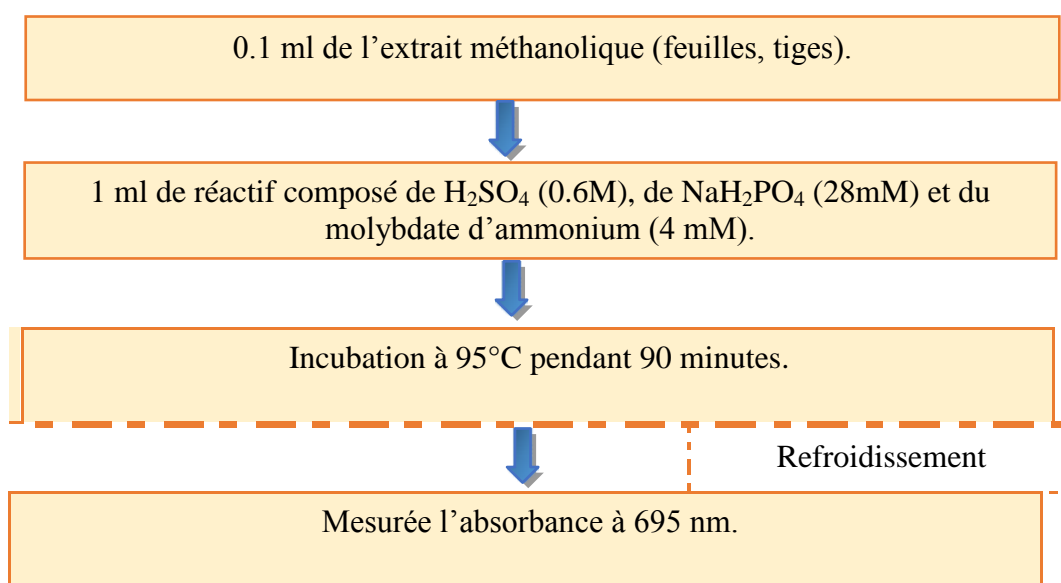 0.1 ml de l’extrait méthanolique (feuilles, tiges).
1 ml de réactif composé de H₂SO₄ (0.6M), de NaH₂PO₄ (28mM) et du
molybdate d’ammonium (4 mM).
Incubation à 95°C pendant 90 minutes.
Refroidissement
Mesurée l’absorbance à 695 nm.